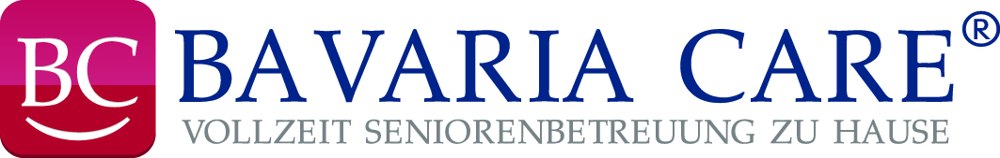 BC
BAVARIA CARE®
VOLLZEIT SENIORENBETREUUNG ZU HAUSE